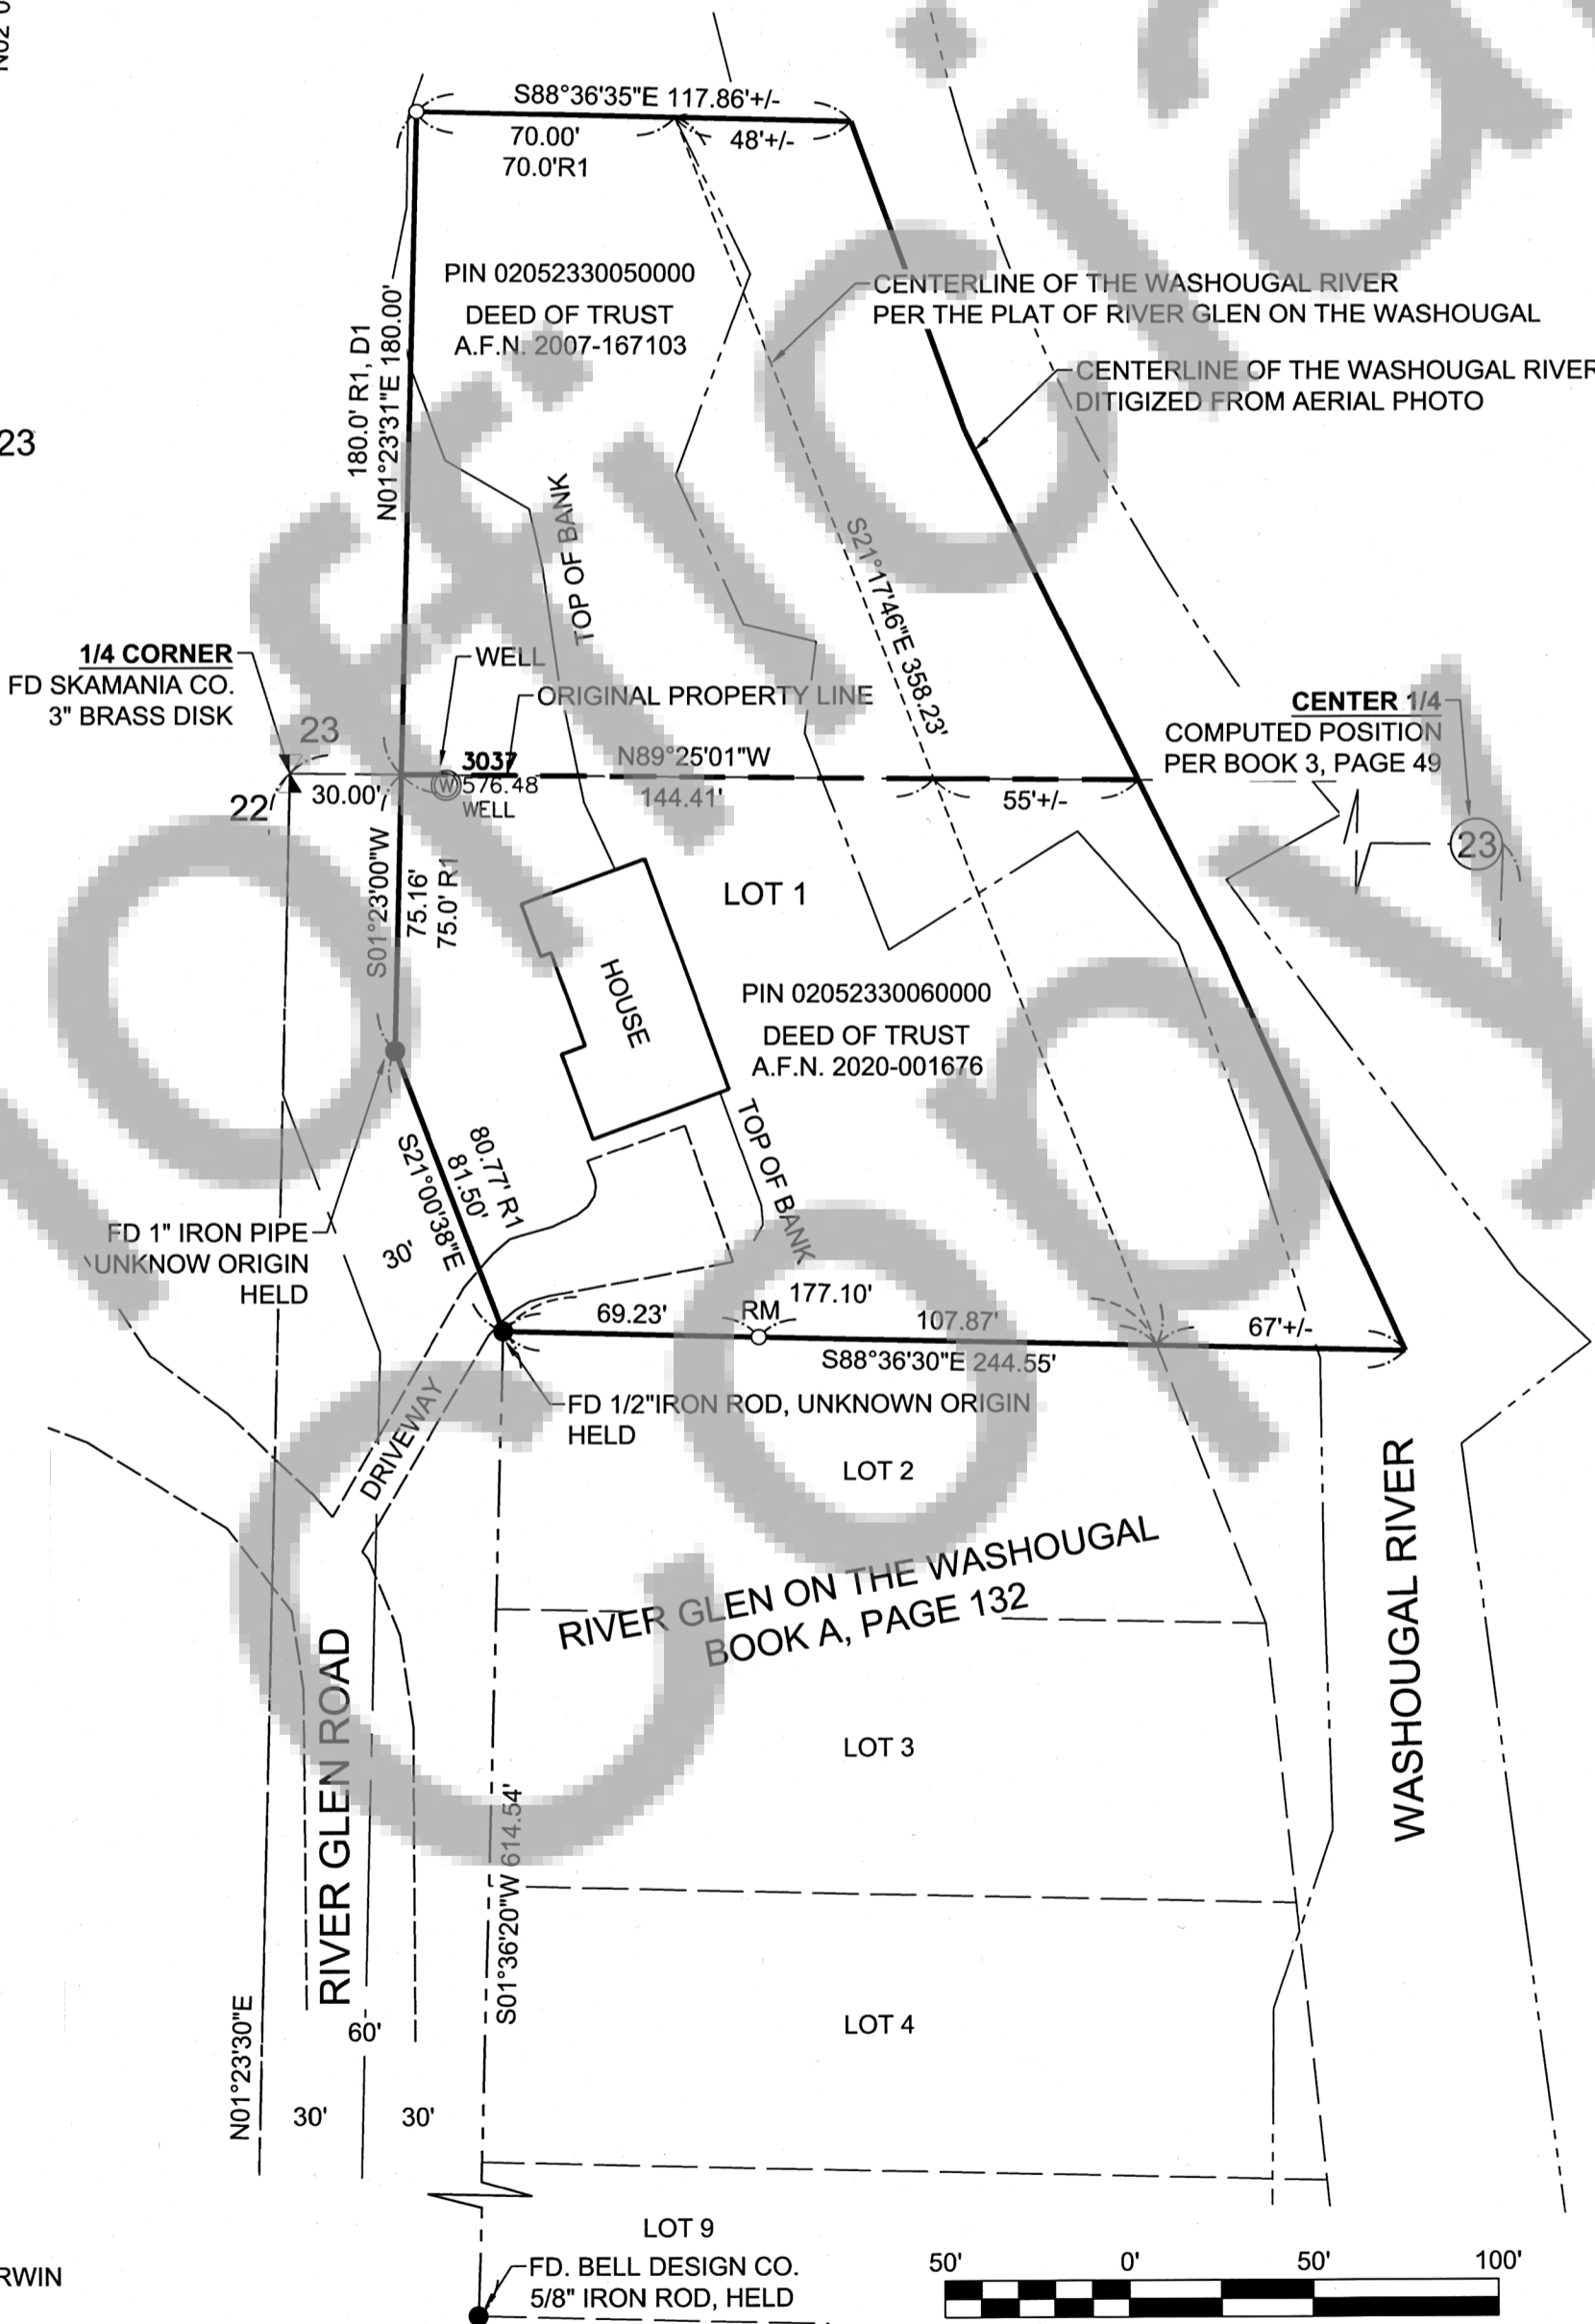 S88°36'35"E 117.86'+/-
70.00'
70.0'R1
48'+/-
PIN 02052330050000
DEED OF TRUST
A.F.N. 2007-167103
180.0' R1, D1
N01°23'31"E 180.00'
CENTERLINE OF THE WASHOUGAL RIVER
PER THE PLAT OF RIVER GLEN ON THE WASHOUGAL
CENTERLINE OF THE WASHOUGAL RIVER
DITIGIZED FROM AERIAL PHOTO
23
TOP OF BANK
S21°17'46"E 358.23'
1/4 CORNER
FD SKAMANIA CO.
3" BRASS DISK
WELL
ORIGINAL PROPERTY LINE
CENTER 1/4
COMPUTED POSITION
PER BOOK 3, PAGE 49
23
22
30.00'
W
3037
576.48
WELL
N89°25'01"W
144.41'
55'+/-
23
S01°23'00"W
75.16'
75.0' R1
LOT 1
HOUSE
PIN 02052330060000
DEED OF TRUST
A.F.N. 2020-001676
TOP OF BANK
80.77' R1
81.50'
S21°00'38"E
FD 1" IRON PIPE
UNKNOW ORIGIN
HELD
30'
69.23'
RM
177.10'
107.87'
67'+/-
S88°36'30"E 244.55'
FD 1/2"IRON ROD, UNKNOWN ORIGIN
HELD
DRIVEWAY
LOT 2
RIVER GLEN ON THE WASHOUGAL
BOOK A, PAGE 132
WASHOUGAL RIVER
RIVER GLEN ROAD
LOT 3
S01°36'20"W 614.54'
LOT 4
N01°23'30"E
60'
30'
30'
LOT 9
FD. BELL DESIGN CO.
5/8" IRON ROD, HELD
RWIN
50'
0'
50'
100'
Unofficial
Copy